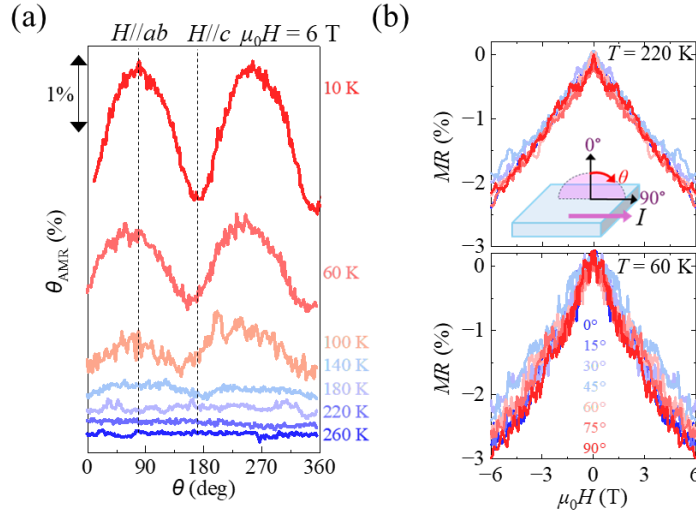 (a)
H//ab H//c μ₀H = 6 T
1%
10 K
60 K
100 K
140 K
180 K
220 K
260 K
θ_AMR (%)
0 90 180 270 360
θ (deg)
(b)
T = 220 K
0
−1
−2
−3
MR (%)
0°
θ
90°
I
T = 60 K
0
−1
−2
−3
MR (%)
0°
15°
30°
45°
60°
75°
90°
−6 −3 0 3 6
μ₀H (T)